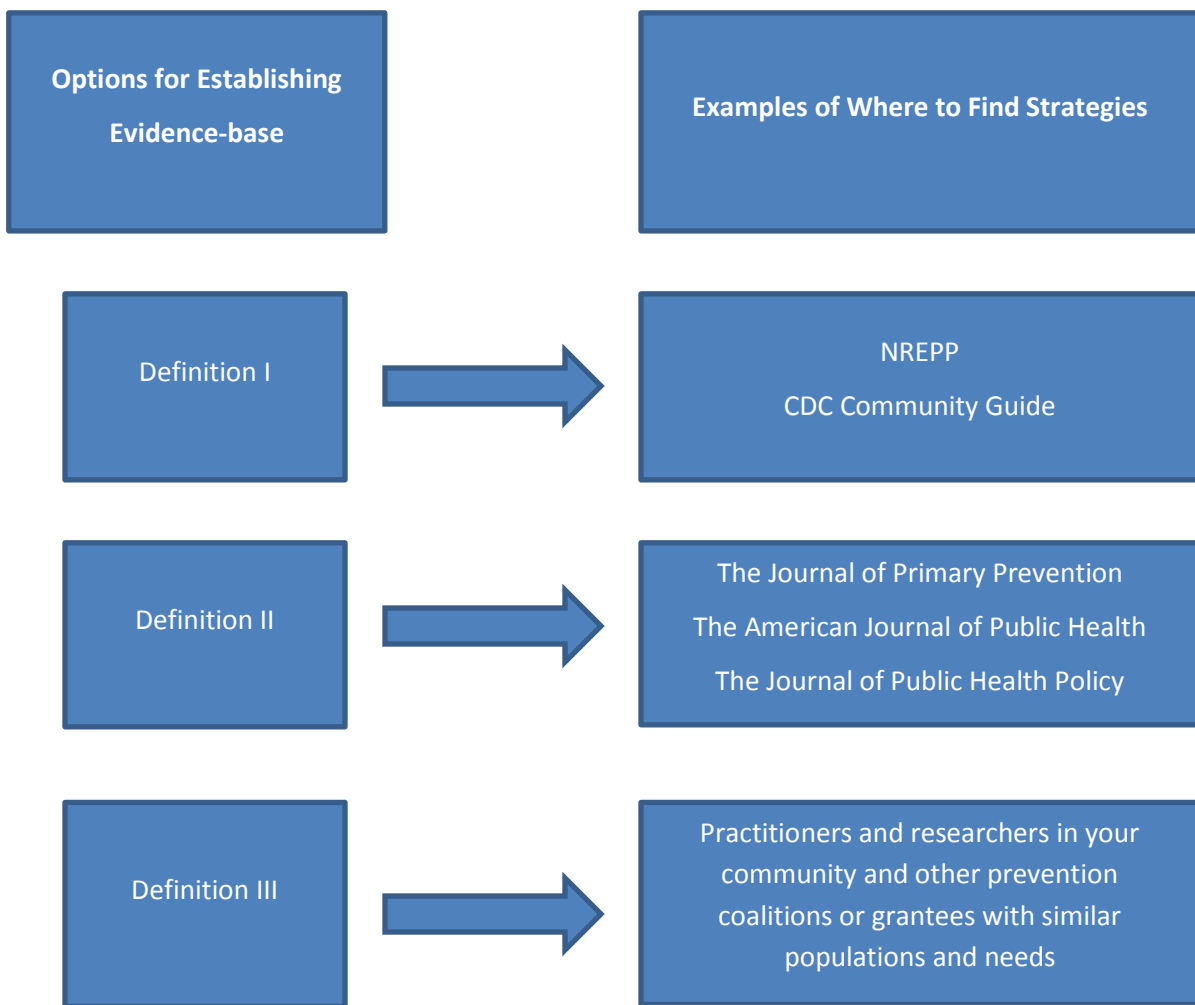 Options for Establishing
Evidence-base
Examples of Where to Find Strategies
Definition I
NREPP
CDC Community Guide
Definition II
The Journal of Primary Prevention
The American Journal of Public Health
The Journal of Public Health Policy
Definition III
Practitioners and researchers in your
community and other prevention
coalitions or grantees with similar
populations and needs